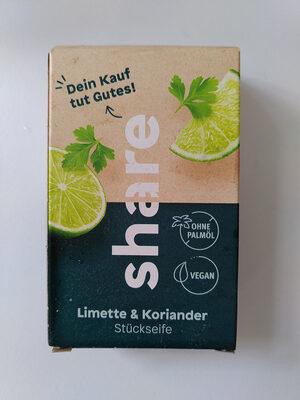 Dein Kauf
tut Gutes!
share
OHNE
PALMÖL
VEGAN
Limette & Koriander
Stückseife